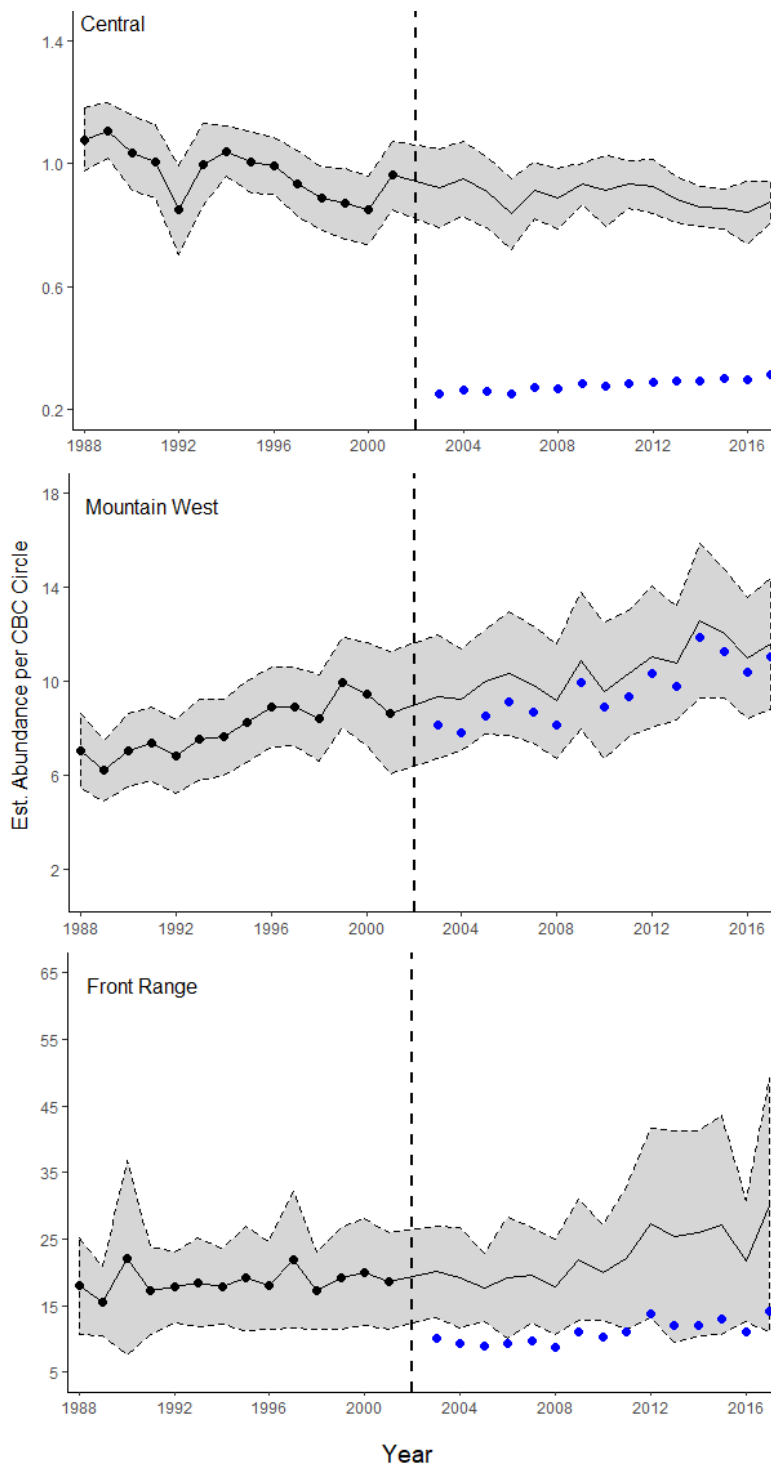 Central
1.4
1.0
0.6
0.2
1988 1992 1996 2000 2004 2008 2012 2016
Est. Abundance per CBC Circle
Mountain West
18
14
10
6
2
1988 1992 1996 2000 2004 2008 2012 2016
Front Range
65
55
45
35
25
15
5
1988 1992 1996 2000 2004 2008 2012 2016
Year